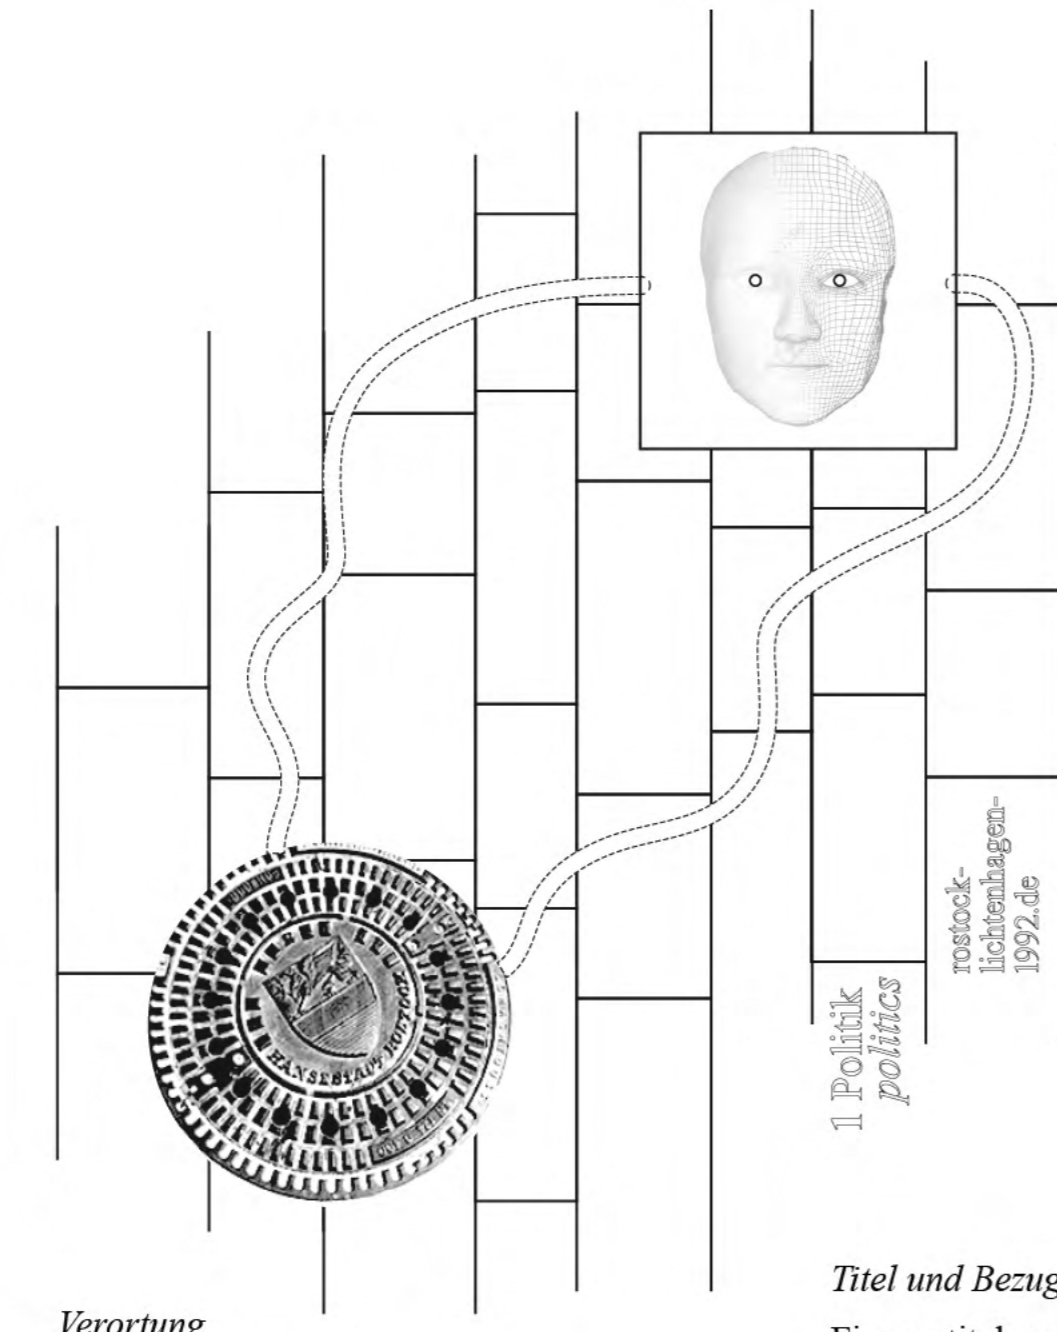 rostock-
lichtenhagen-
1992.de
1 Politik
politics
HANSESTADT ROSTOCK
Titel und Bezug
Verortung